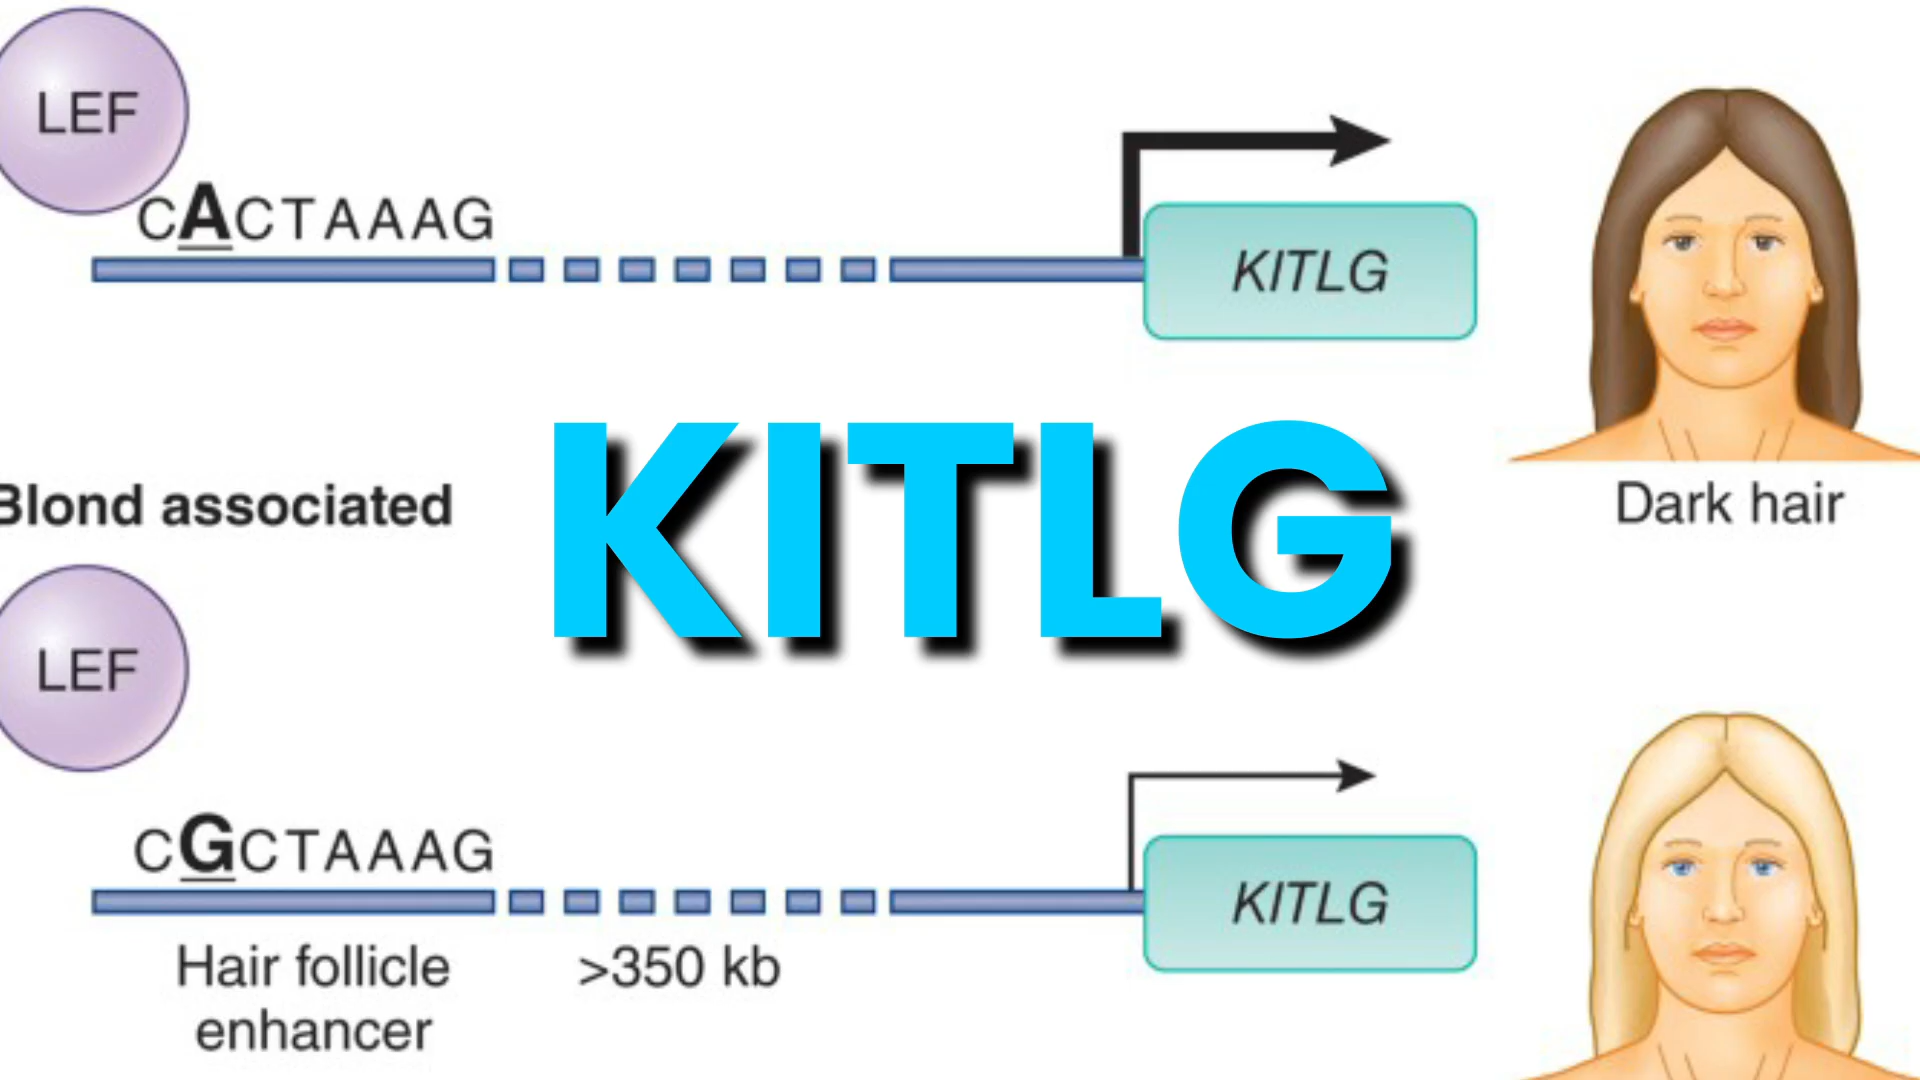 LEF
CACTAAAG
KITLG
Dark hair
Blond associated
KITLG
LEF
CGCTAAAG
KITLG
Hair follicle
enhancer
>350 kb